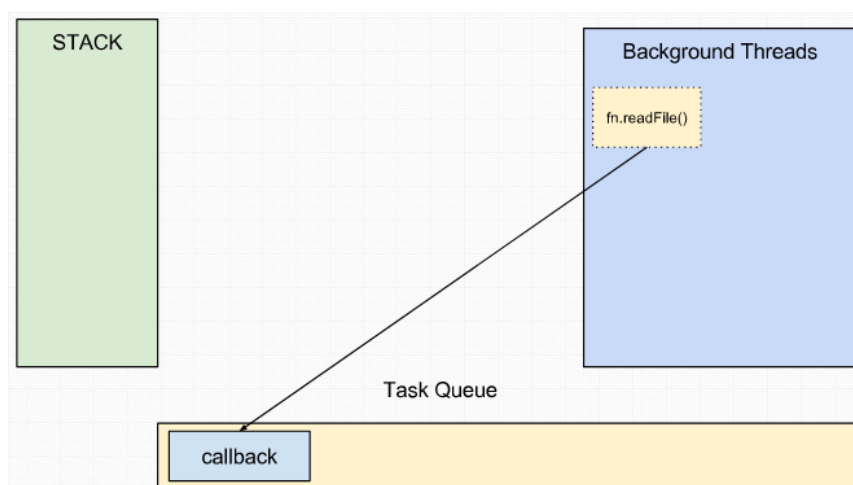 STACK
Background Threads
fn.readFile()
Task Queue
callback